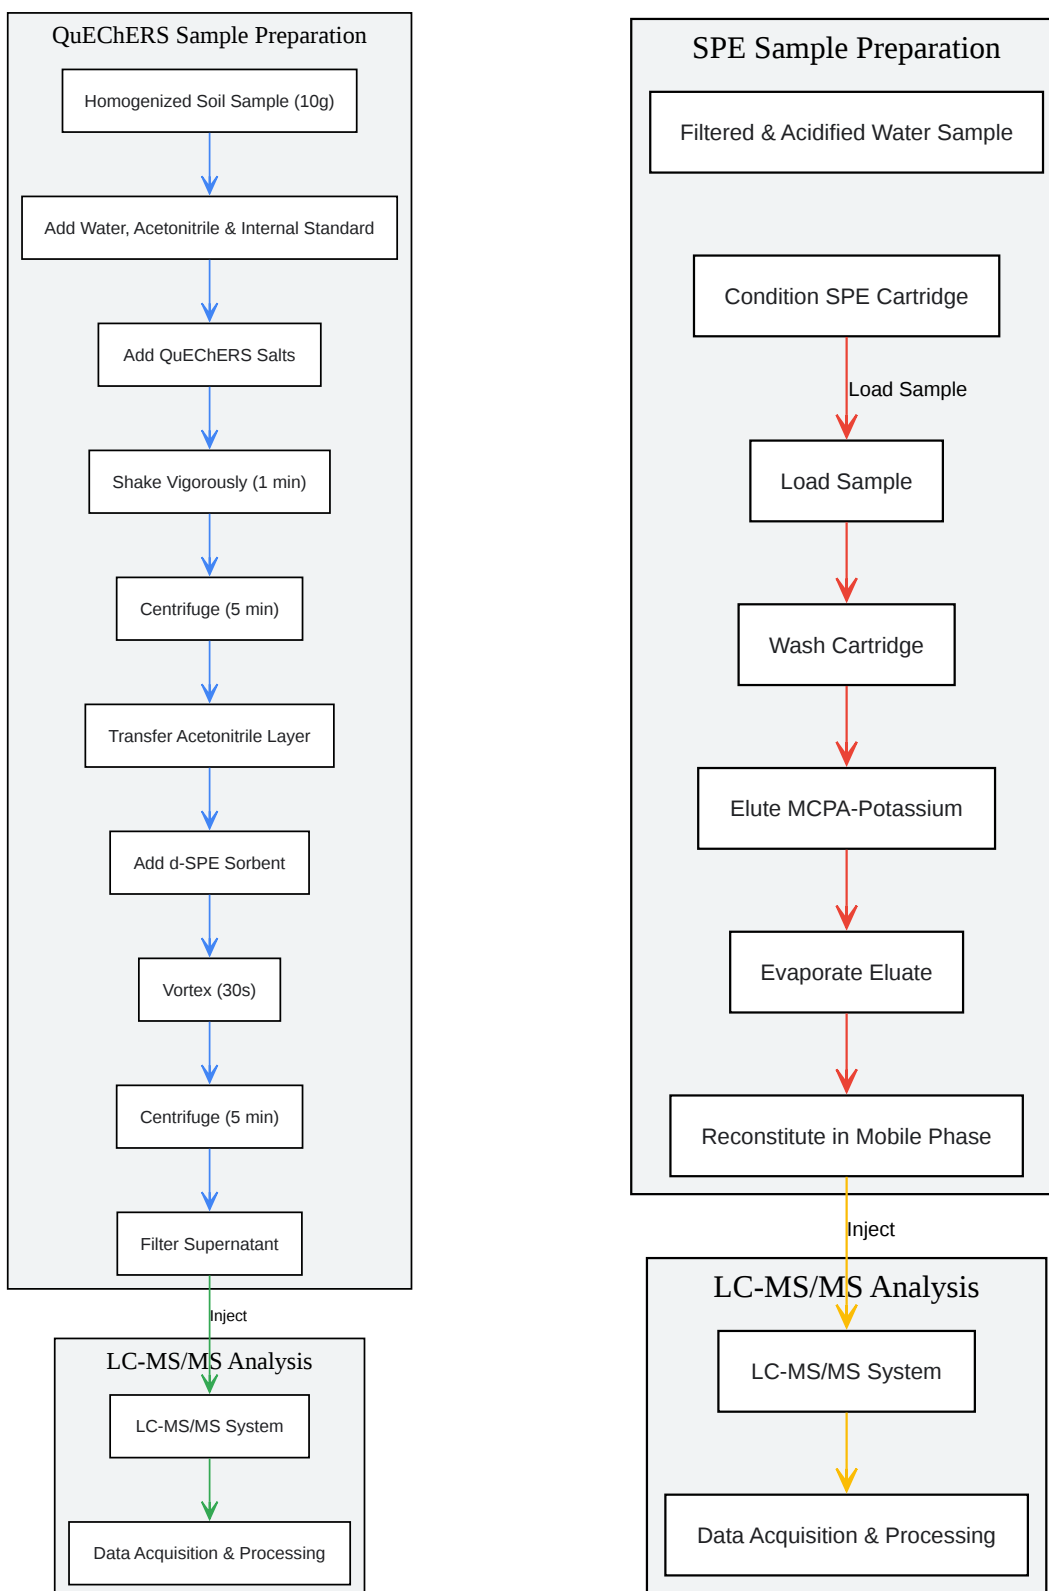 QuEChERS Sample Preparation
Homogenized Soil Sample (10g)
Add Water, Acetonitrile & Internal Standard
Add QuEChERS Salts
Shake Vigorously (1 min)
Centrifuge (5 min)
Transfer Acetonitrile Layer
Add d-SPE Sorbent
Vortex (30s)
Centrifuge (5 min)
Filter Supernatant
Inject
LC-MS/MS Analysis
LC-MS/MS System
Data Acquisition & Processing
SPE Sample Preparation
Filtered & Acidified Water Sample
Condition SPE Cartridge
Load Sample
Load Sample
Wash Cartridge
Elute MCPA-Potassium
Evaporate Eluate
Reconstitute in Mobile Phase
Inject
LC-MS/MS Analysis
LC-MS/MS System
Data Acquisition & Processing